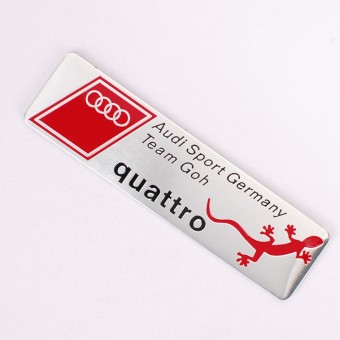 Audi Sport Germany
Team Goh
quattro